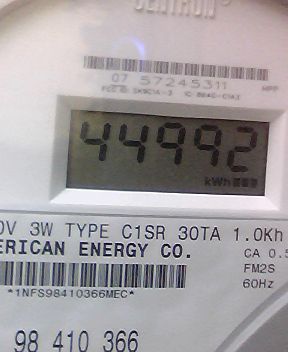 CENTRON
07 57245311
44992
kWh
0V 3W TYPE C1SR 30TA 1.0Kh
ERICAN ENERGY CO.
CA 0.5
FM2S
60Hz
*1NFS98410366MEC*
98 410 366